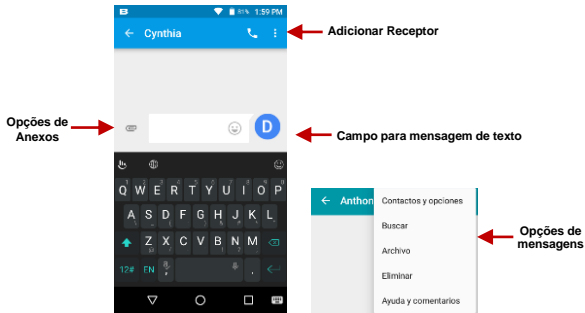 81% 1:59 PM
Cynthia
Adicionar Receptor
Opções de
Anexos
D
Campo para mensagem de texto
Q W E R T Y U I O P
A S D F G H J K L
Z X C V B N M
12# EN , 
Anthon
Contactos y opciones
Buscar
Archivo
Eliminar
Ayuda y comentarios
Opções de
mensagens